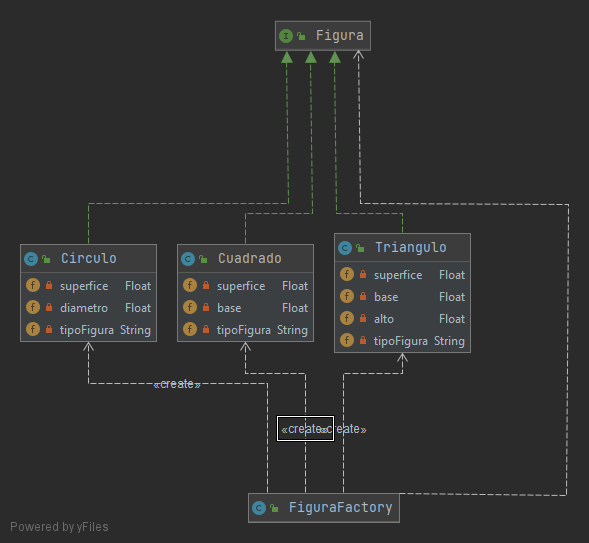 I Figura
C Circulo
f superfice Float
f diametro Float
f tipoFigura String
C Cuadrado
f superfice Float
f base Float
f tipoFigura String
C Triangulo
f superfice Float
f base Float
f alto Float
f tipoFigura String
«create»
«create»
«create»
C FiguraFactory
Powered by yFiles